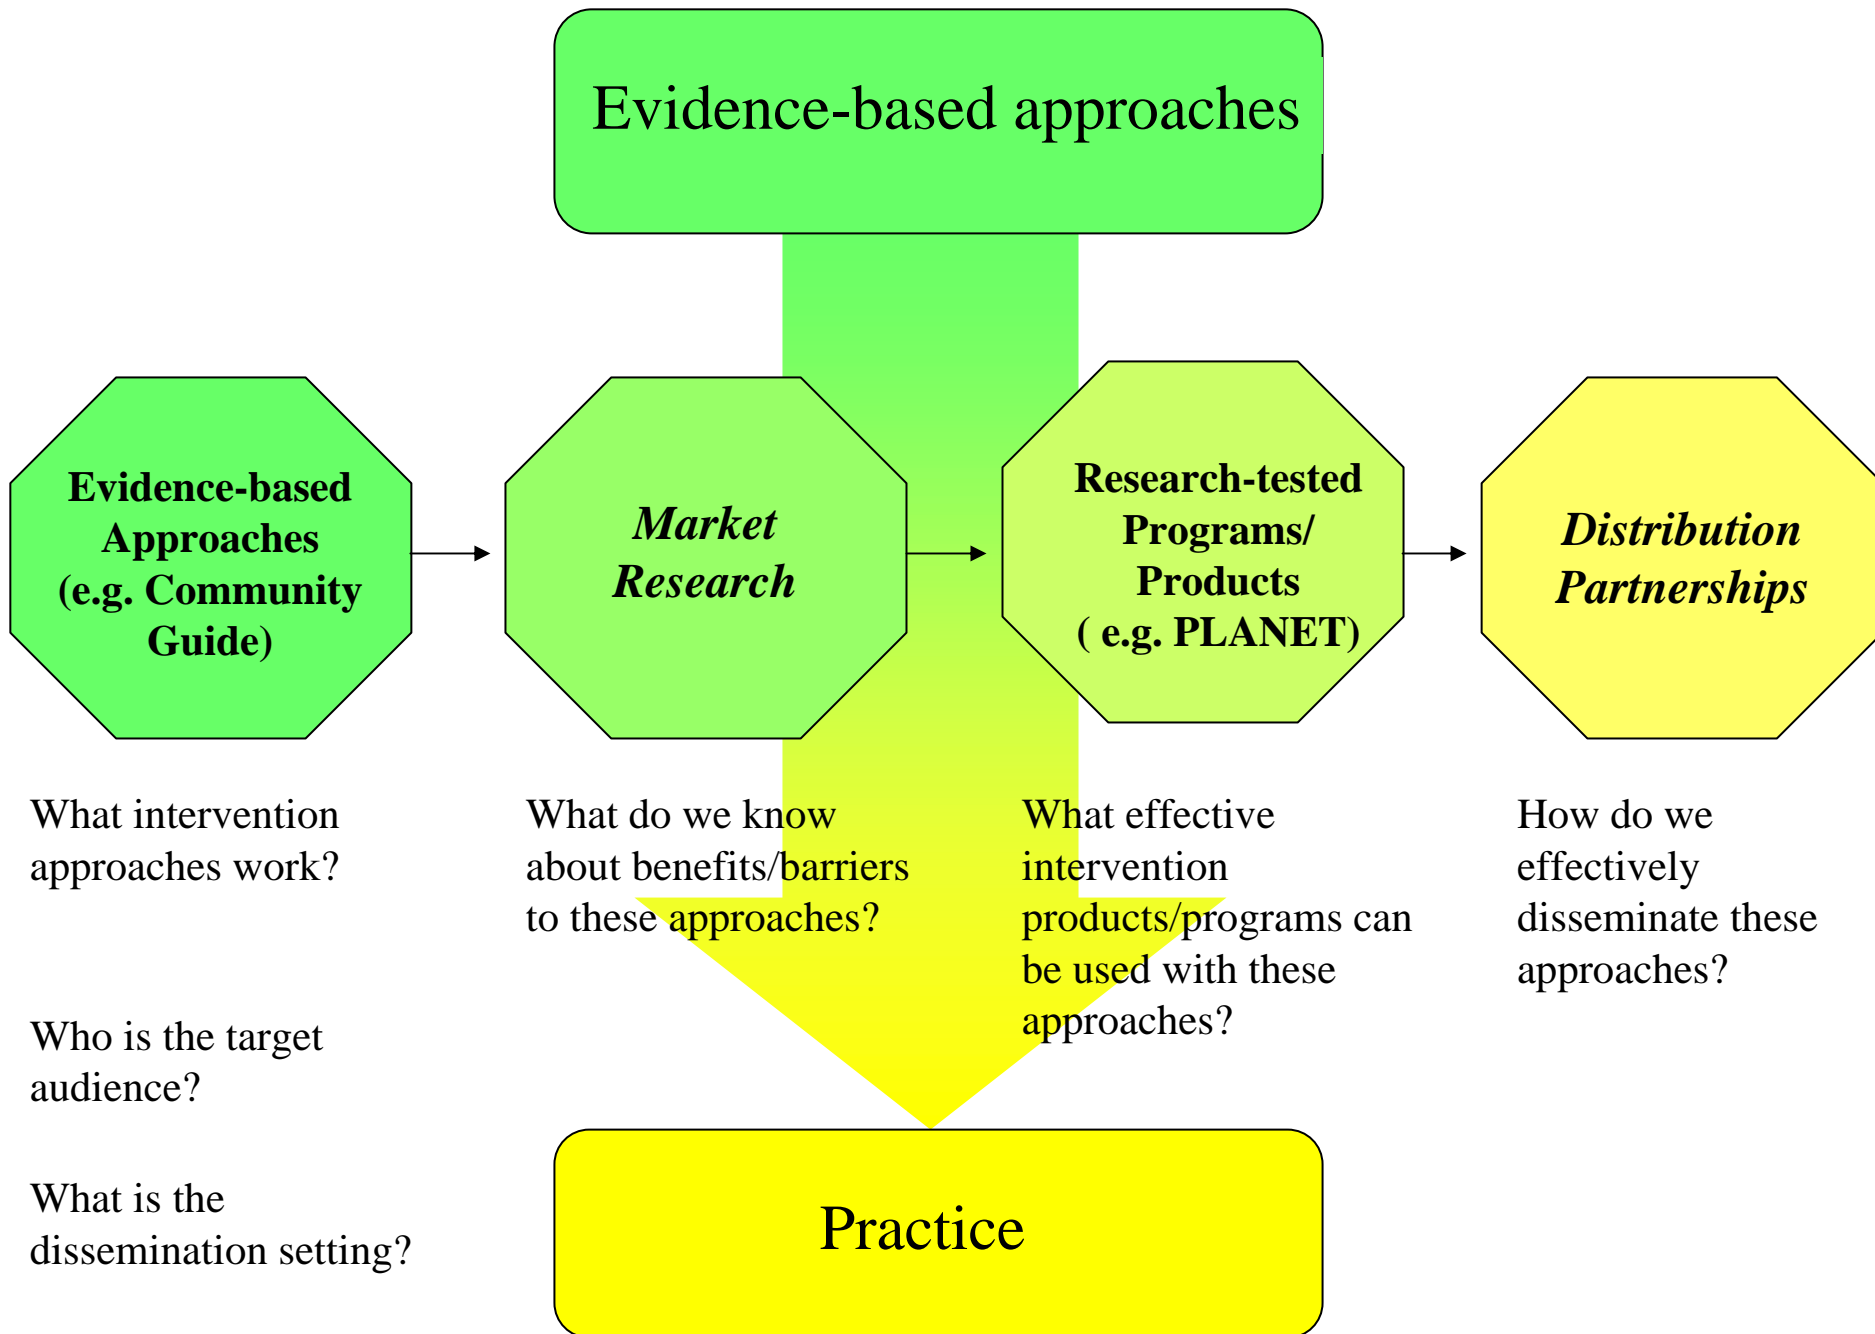 Evidence-based approaches
Evidence-based
Approaches
(e.g. Community
Guide)
Market
Research
Research-tested
Programs/
Products
( e.g. PLANET)
Distribution
Partnerships
What intervention
approaches work?
Who is the target
audience?
What is the
dissemination setting?
What do we know
about benefits/barriers
to these approaches?
What effective
intervention
products/programs can
be used with these
approaches?
How do we
effectively
disseminate these
approaches?
Practice